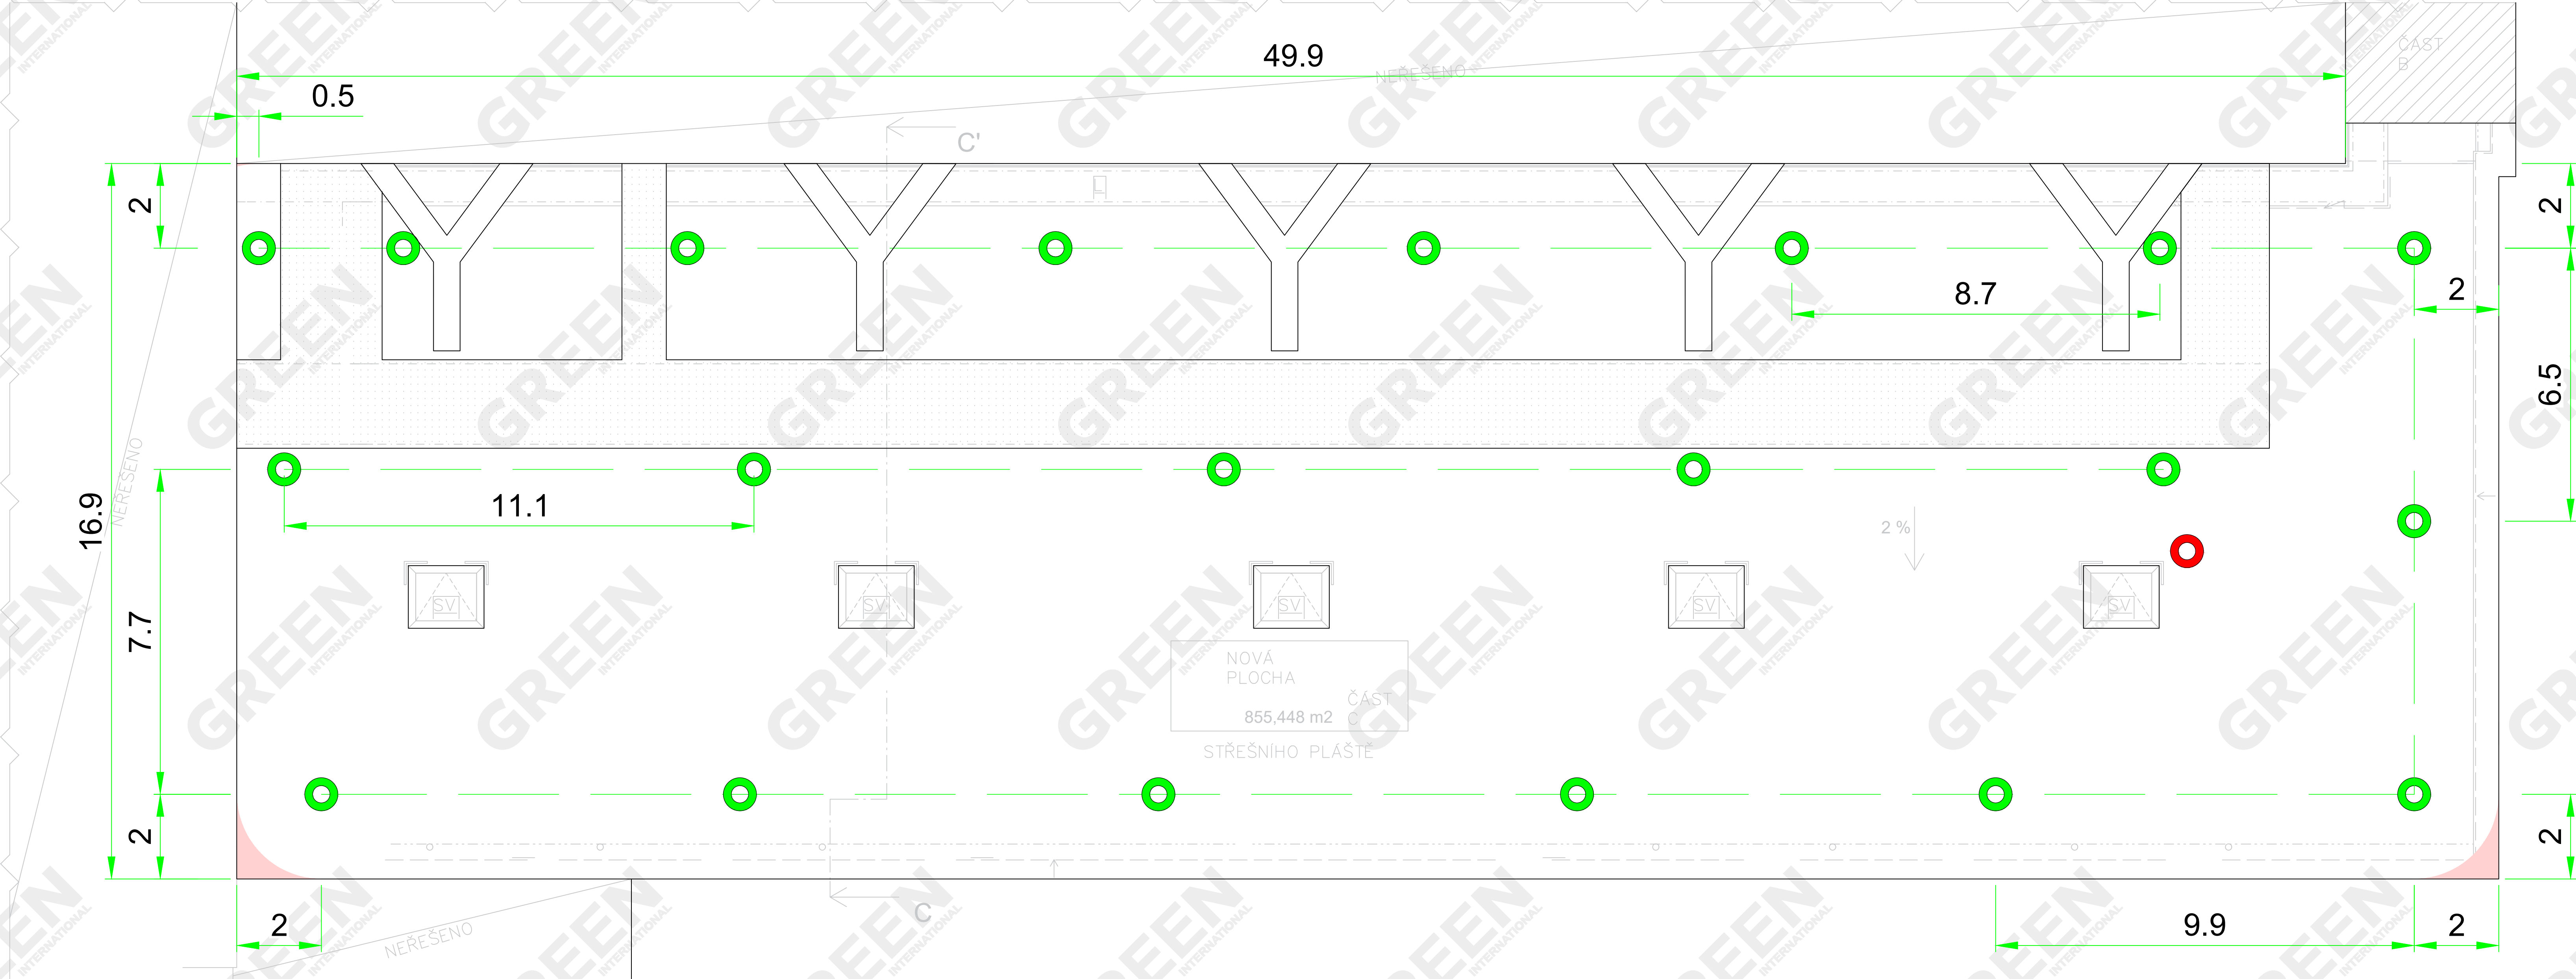 49.9
NEŘEŠENO
ČÁST
B
0.5
C'
2
2
8.7
2
6.5
NEŘEŠENO
16.9
11.1
2 %
7.7
SV
SV
SV
SV
SV
NOVÁ
PLOCHA
ČÁST
855,448 m2 C
STŘEŠNÍHO PLÁŠTĚ
2
2
C
2
NEŘEŠENO
9.9
2
GREEN
INTERNATIONAL